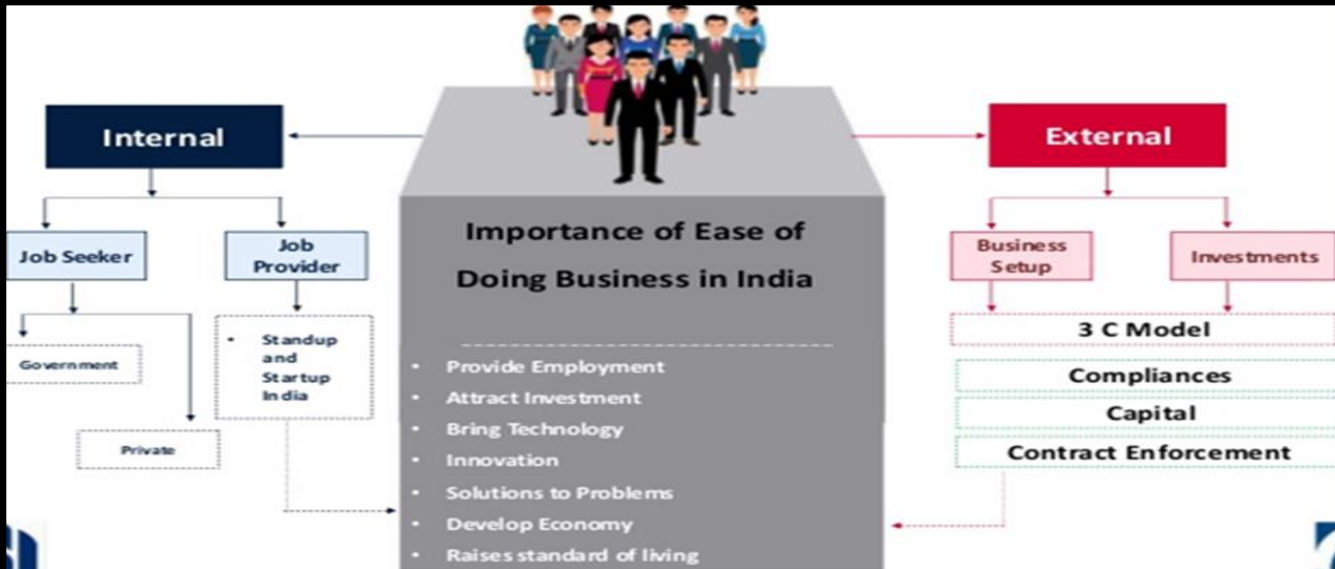 Internal
External
Importance of Ease of
Doing Business in India
Job Seeker
Job
Provider
Business
Setup
Investments
Government
Private
• Standup
and
Startup
India
3 C Model
Compliances
Capital
Contract Enforcement
• Provide Employment
• Attract Investment
• Bring Technology
• Innovation
• Solutions to Problems
• Develop Economy
• Raises standard of living